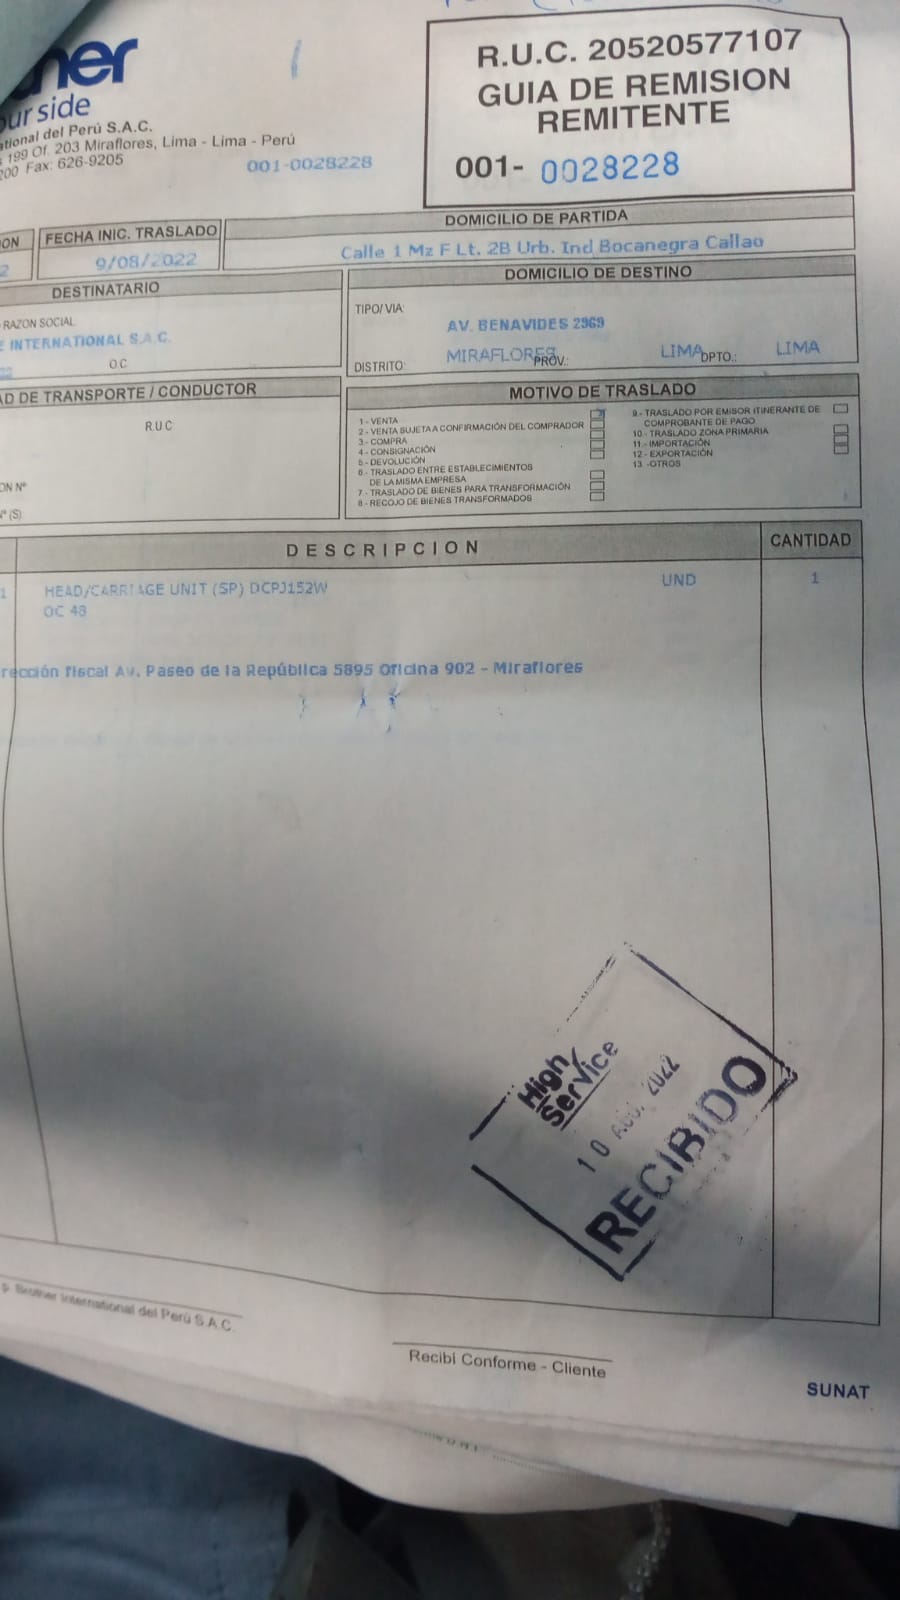 R.U.C. 20520577107
GUIA DE REMISION
REMITENTE
001- 0028228
ur side
del Perú S.A.C.
199 Of. 203 Miraflores, Lima - Lima - Perú
Fax: 626-9205
001-0028228
FECHA INIC. TRASLADO
9/08/2022
DOMICILIO DE PARTIDA
Calle 1 Mz F Lt. 2B Urb. Ind Bocanegra Callao
DESTINATARIO
RAZON SOCIAL
INTERNATIONAL S.A.C.
O.C
DOMICILIO DE DESTINO
TIPO/ VIA:
AV. BENAVIDES 2969
DISTRITO: MIRAFLORES PROV.: LIMA DPTO.: LIMA
AD DE TRANSPORTE / CONDUCTOR
R.U.C
ON Nº
Nº (S)
MOTIVO DE TRASLADO
1 - VENTA
2 - VENTA SUJETA A CONFIRMACIÓN DEL COMPRADOR
3 - COMPRA
4 - CONSIGNACIÓN
5 - DEVOLUCIÓN
6 - TRASLADO ENTRE ESTABLECIMIENTOS
DE LA MISMA EMPRESA
7 - TRASLADO DE BIENES PARA TRANSFORMACIÓN
8 - RECOJO DE BIENES TRANSFORMADOS
9.- TRASLADO POR EMISOR ITINERANTE DE
COMPROBANTE DE PAGO
10.- TRASLADO ZONA PRIMARIA
11.- IMPORTACIÓN
12 - EXPORTACIÓN
13 -OTROS
DESCRIPCION CANTIDAD
1 HEAD/CARRIAGE UNIT (SP) DCPJ152W UND 1
OC 48
rección fiscal Av. Paseo de la República 5895 Oficina 902 - Miraflores
High
Service
10 AGO. 2022
RECIBIDO
Brother International del Perú S.A.C.
Recibí Conforme - Cliente
SUNAT